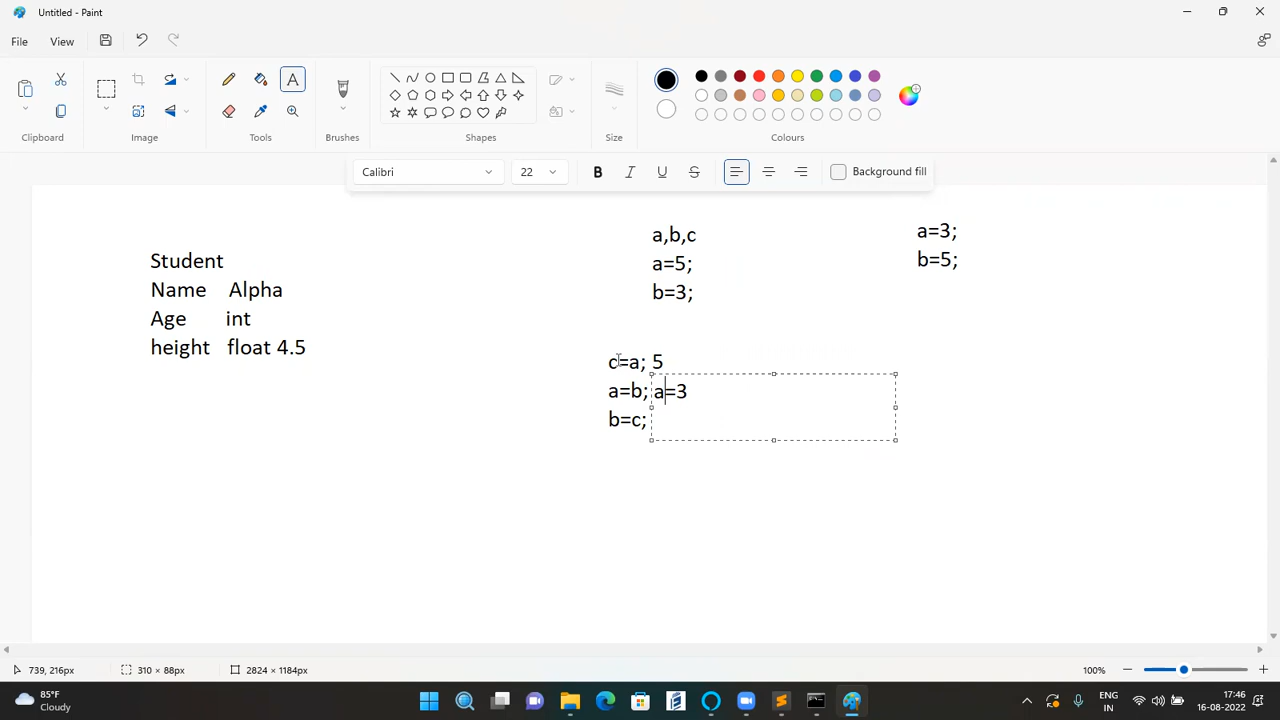 Untitled - Paint
File View
Clipboard
Image
Tools
Brushes
Shapes
Size
Colours
Calibri 22 B I U S Background fill
Student
Name Alpha
Age int
height float 4.5
a,b,c
a=5;
b=3;
a=3;
b=5;
c=a; 5
a=b; a=3
b=c;
739, 216px 310 × 88px 2824 × 1184px 100%
85°F
Cloudy
ENG
IN
17:46
16-08-2022